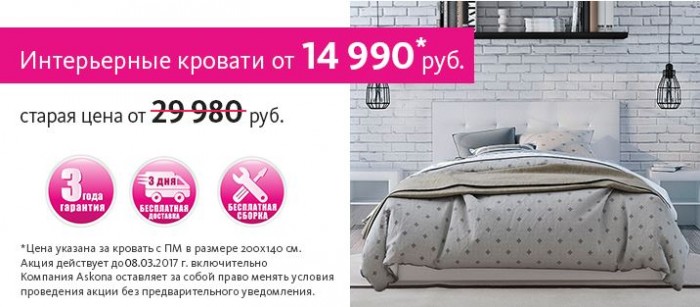 Интерьерные кровати от 14 990* руб.
старая цена от 29 980 руб.
3 года гарантия
3 дня БЕСПЛАТНАЯ ДОСТАВКА
БЕСПЛАТНАЯ СБОРКА
*Цена указана за кровать с ПМ в размере 200х140 см.
Акция действует до 08.03.2017 г. включительно
Компания Askona оставляет за собой право менять условия
проведения акции без предварительного уведомления.